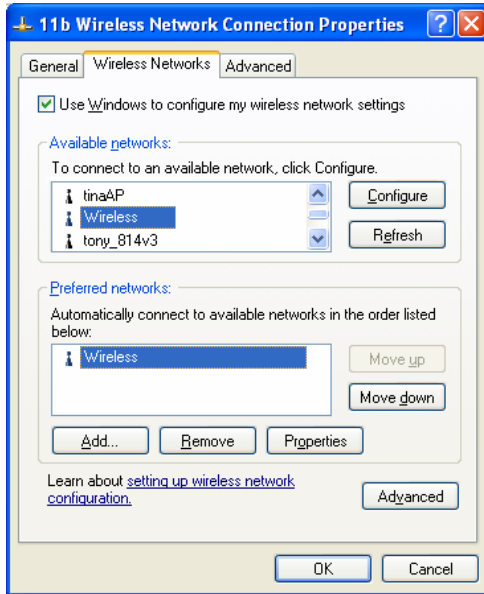 11b Wireless Network Connection Properties
General Wireless Networks Advanced
Use Windows to configure my wireless network settings
Available networks:
To connect to an available network, click Configure.
tinaAP
Wireless
tony_814v3
Configure
Refresh
Preferred networks:
Automatically connect to available networks in the order listed
below:
Wireless
Move up
Move down
Add... Remove Properties
Learn about setting up wireless network
configuration.
Advanced
OK Cancel